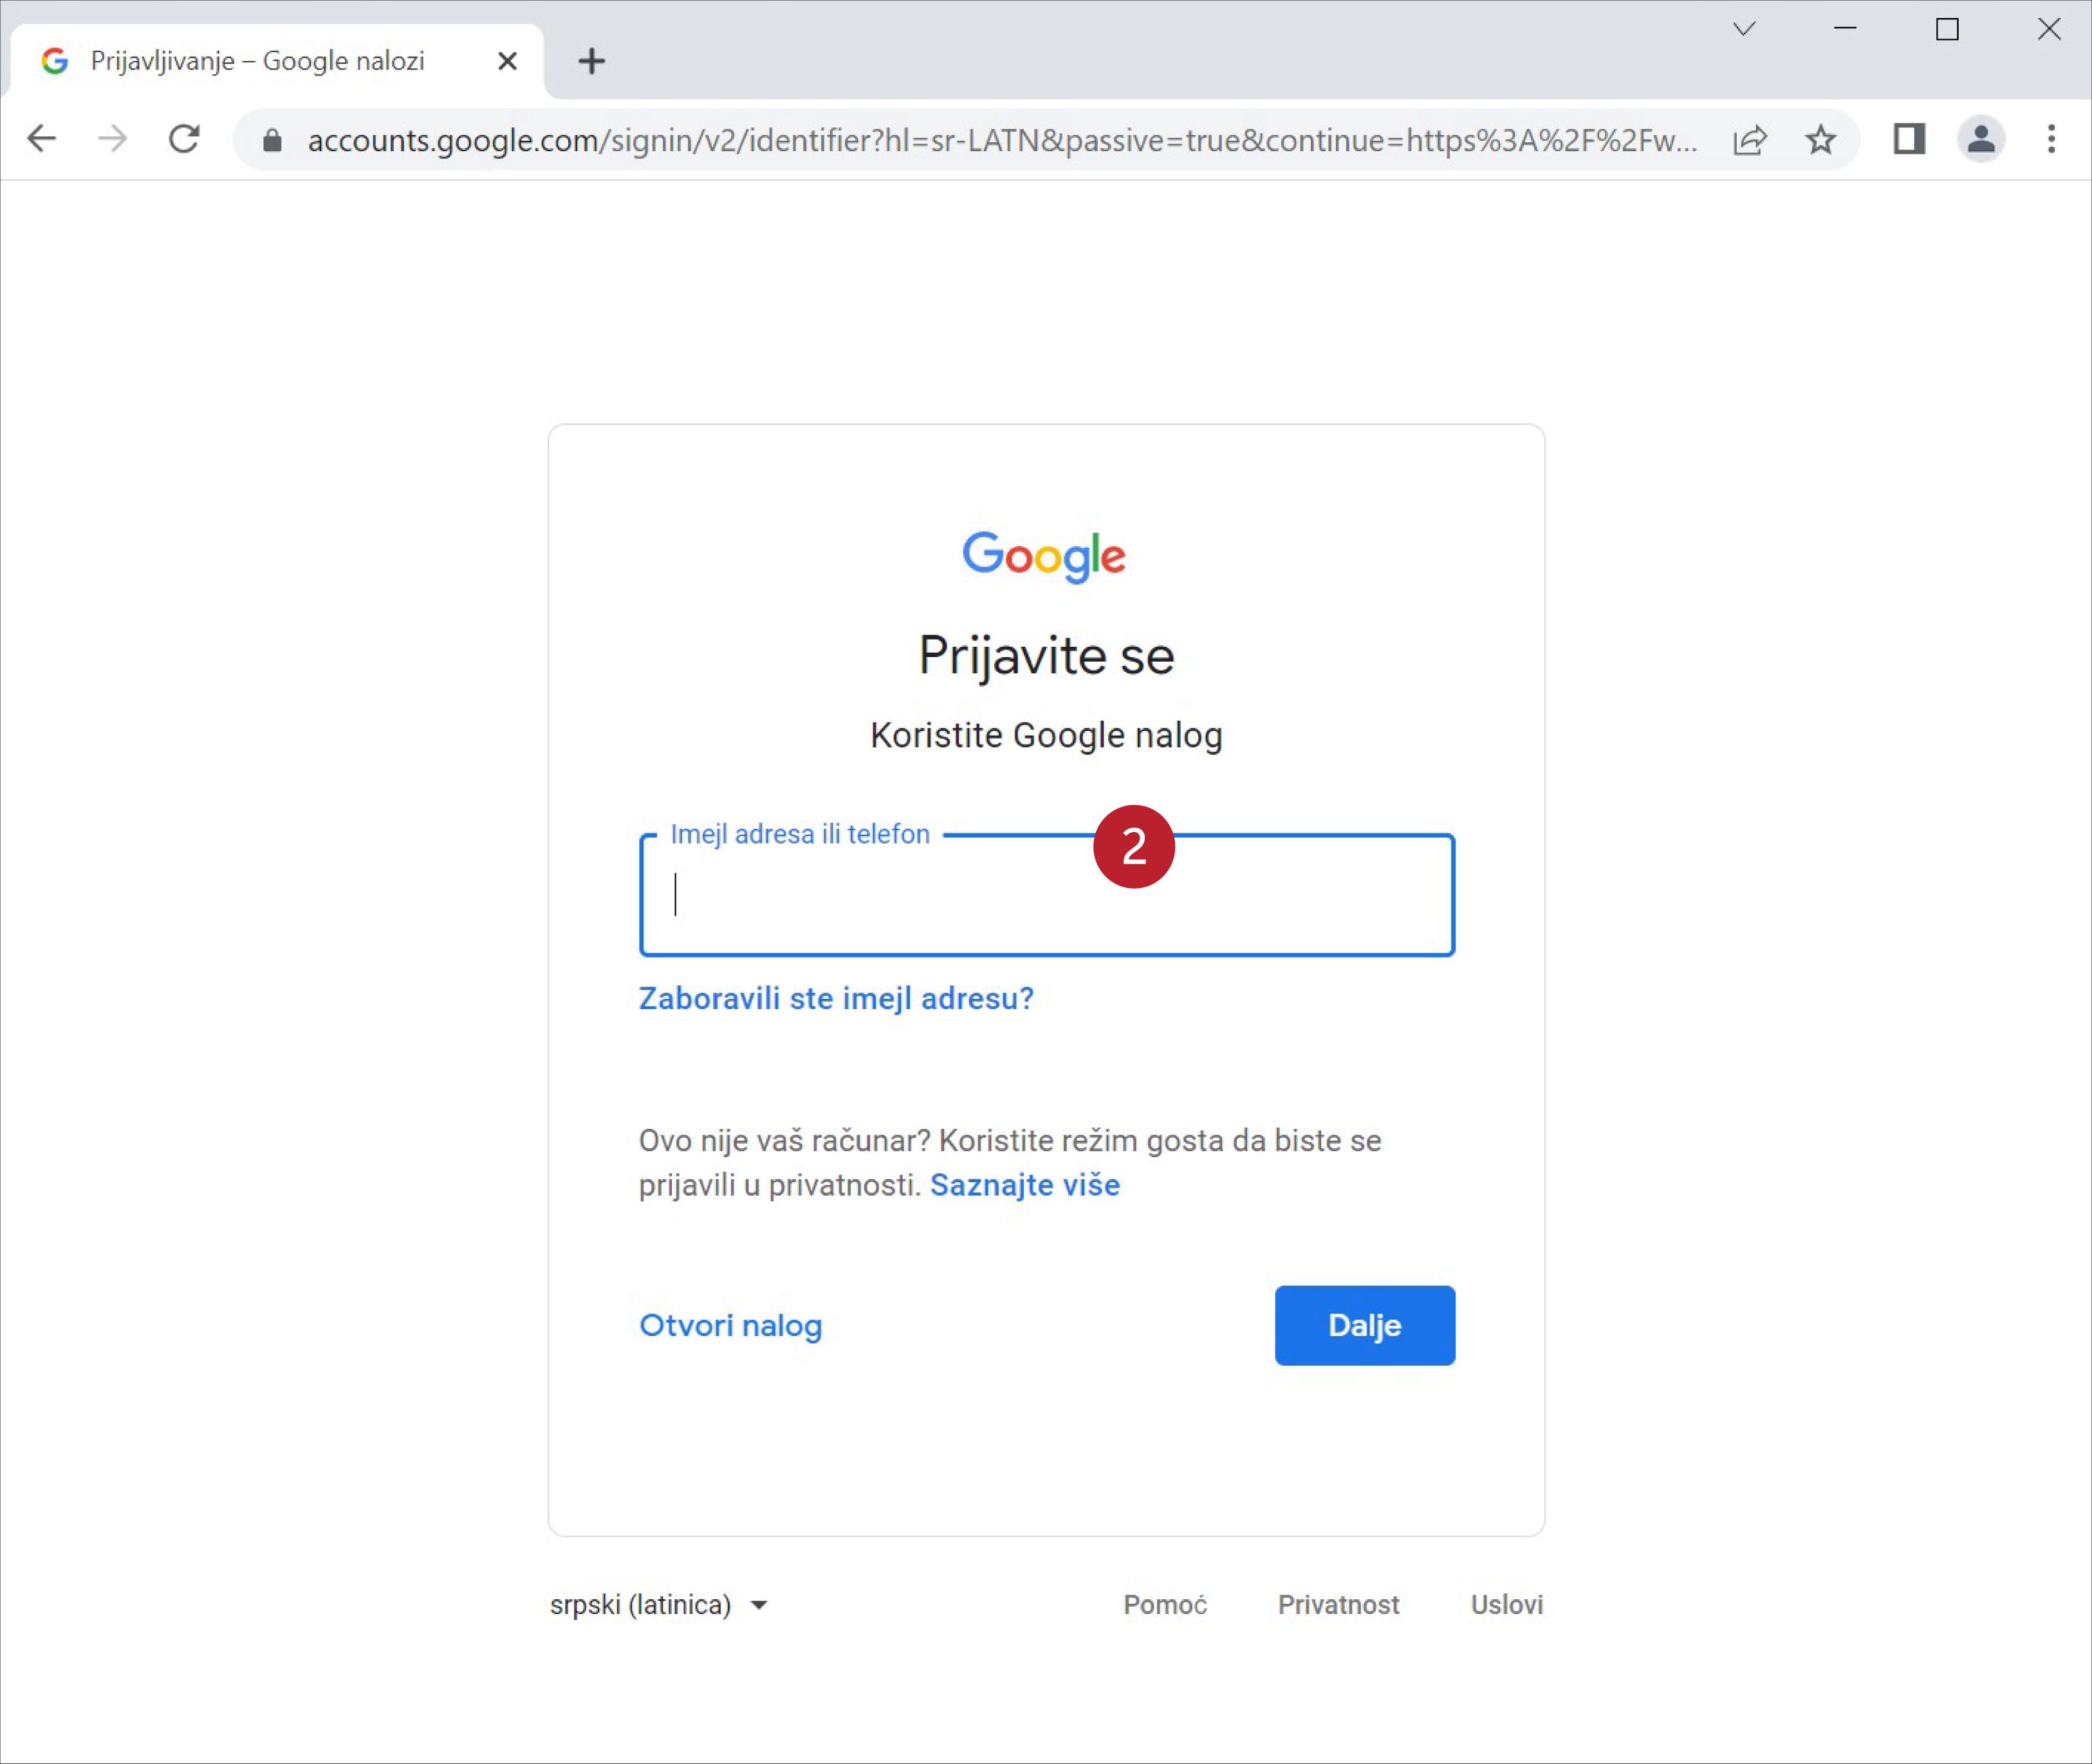 Prijavljivanje – Google nalozi
accounts.google.com/signin/v2/identifier?hl=sr-LATN&passive=true&continue=https%3A%2F%2Fw...
Google
Prijavite se
Koristite Google nalog
Imejl adresa ili telefon
2
Zaboravili ste imejl adresu?
Ovo nije vaš računar? Koristite režim gosta da biste se
prijavili u privatnosti. Saznajte više
Otvori nalog
Dalje
srpski (latinica)
Pomoć
Privatnost
Uslovi